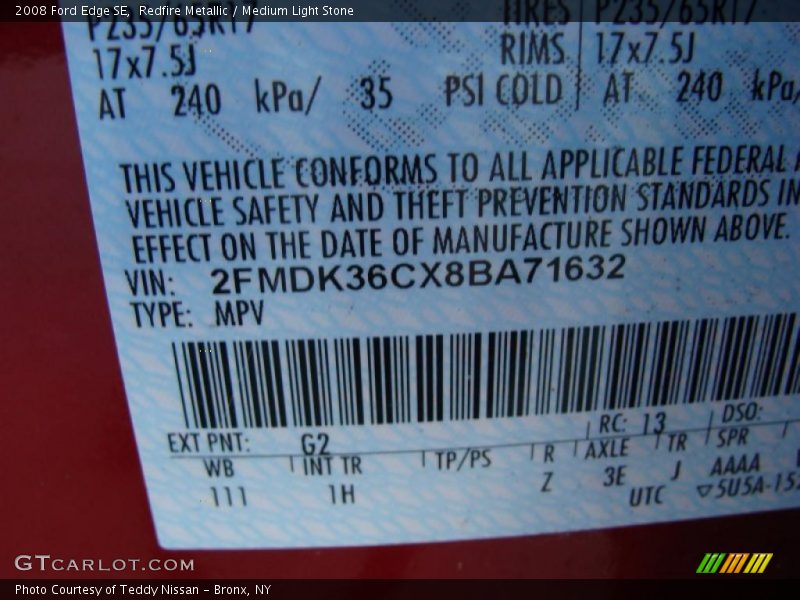 2008 Ford Edge SE, Redfire Metallic / Medium Light Stone
P235/65R17 TIRES P235/65R17
17x7.5J RIMS 17x7.5J
AT 240 kPa/ 35 PSI COLD AT 240 kPa/
THIS VEHICLE CONFORMS TO ALL APPLICABLE FEDERAL
VEHICLE SAFETY AND THEFT PREVENTION STANDARDS IN
EFFECT ON THE DATE OF MANUFACTURE SHOWN ABOVE.
VIN: 2FMDK36CX8BA71632
TYPE: MPV
EXT PNT: G2 RC: 13 DSO:
WB INT TR TP/PS R AXLE TR SPR
111 1H Z 3E J AAAA
UTC ▽5U5A-152
GTCARLOT.COM
Photo Courtesy of Teddy Nissan – Bronx, NY